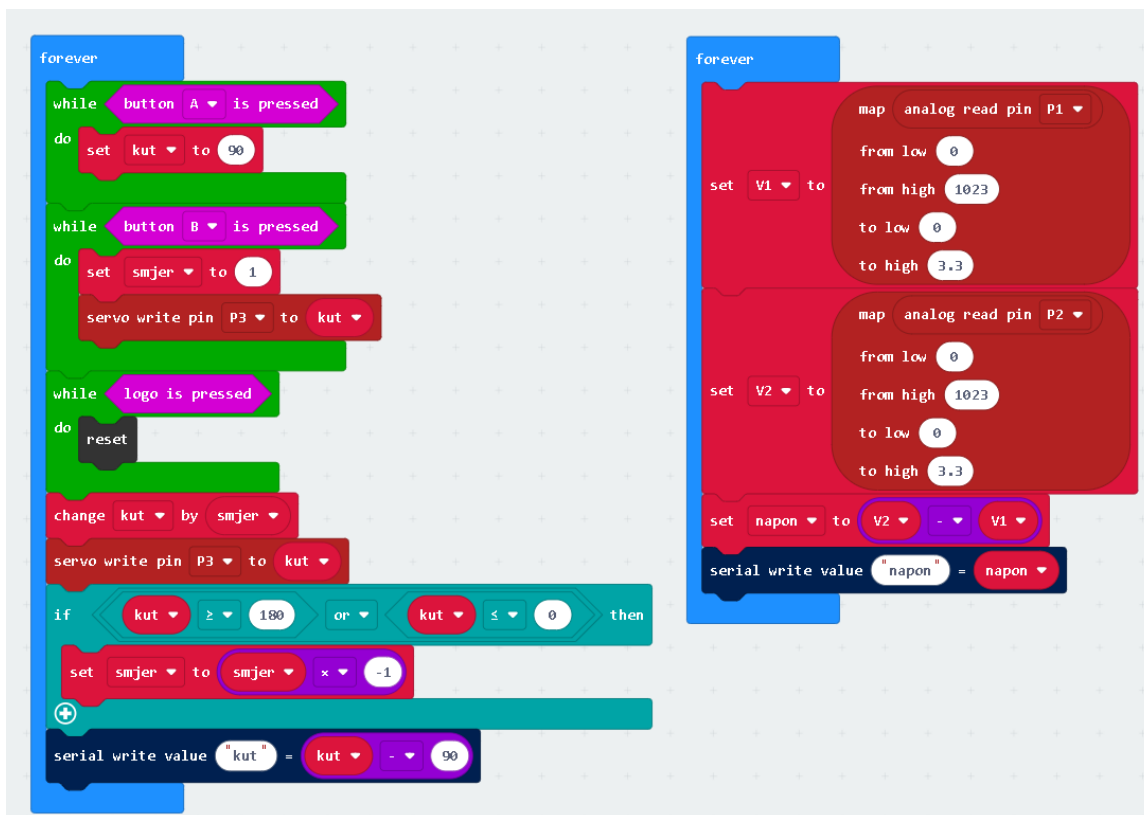 forever
while button A is pressed
do
set kut to 90
while button B is pressed
do
set smjer to 1
servo write pin P3 to kut
while logo is pressed
do
reset
change kut by smjer
servo write pin P3 to kut
if kut ≥ 180 or kut ≤ 0 then
set smjer to smjer × -1
serial write value "kut" = kut - 90
forever
map analog read pin P1
from low 0
set V1 to from high 1023
to low 0
to high 3.3
map analog read pin P2
from low 0
set V2 to from high 1023
to low 0
to high 3.3
set napon to V2 - V1
serial write value "napon" = napon